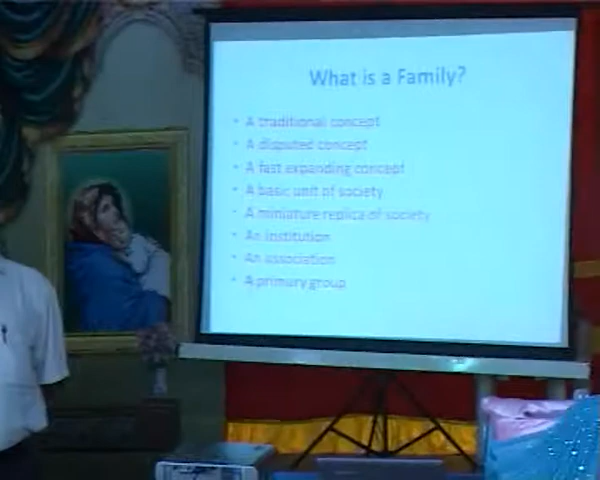 What is a Family?
• A traditional concept
• A disputed concept
• A fast expanding concept
• A basic unit of society
• A miniature replica of society
• An institution
• An association
• A primary group